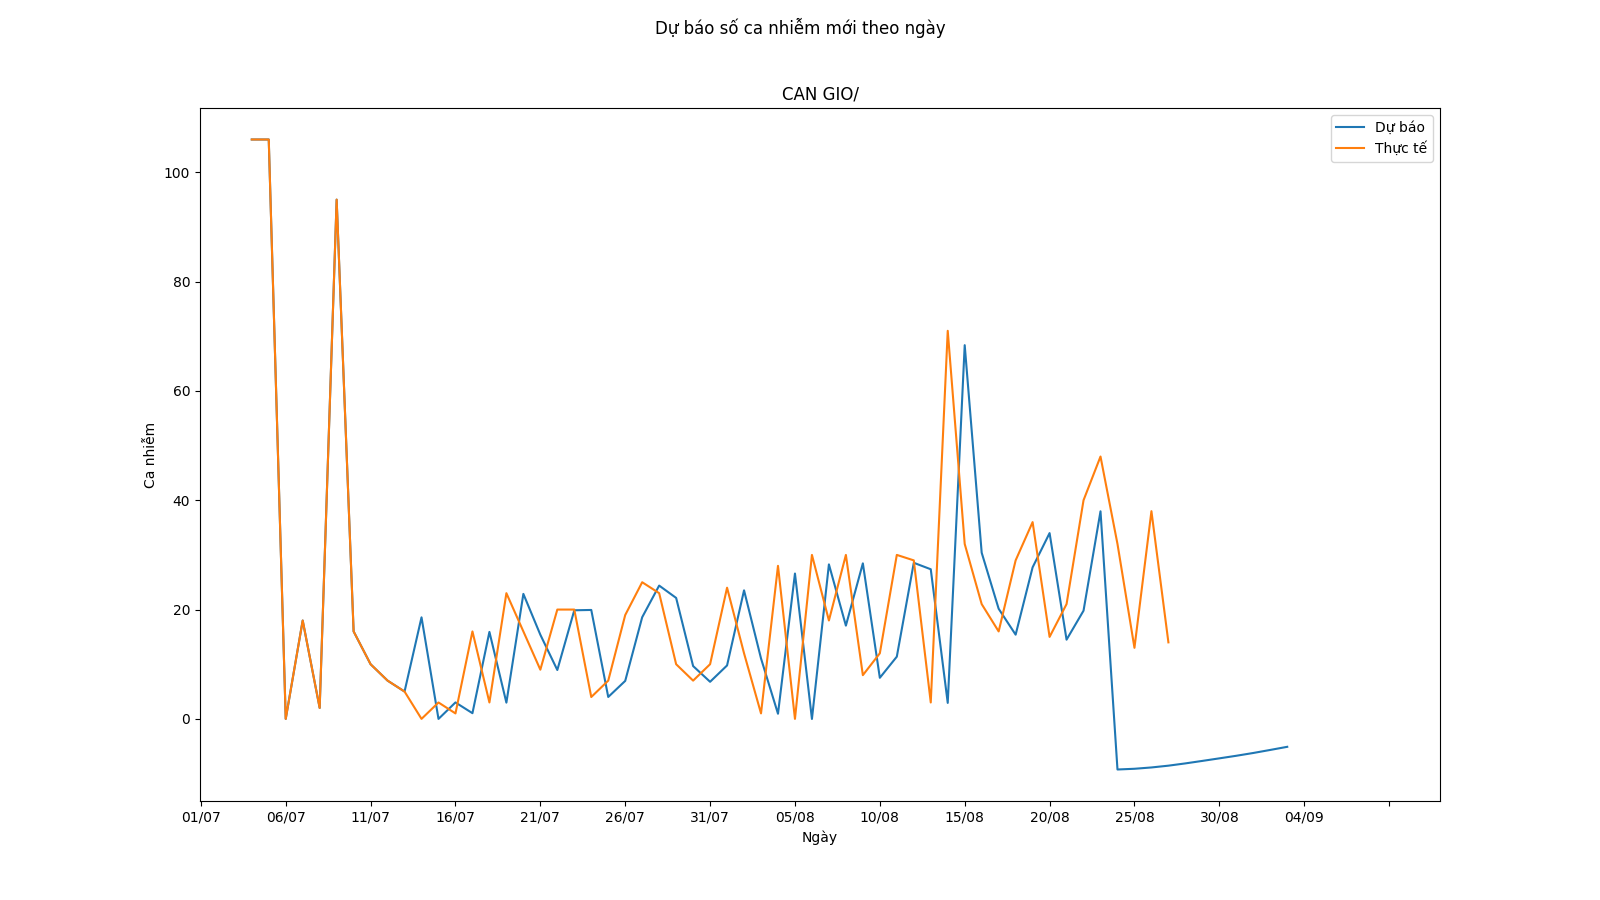 Dự báo số ca nhiễm mới theo ngày
CAN GIO/
Dự báo
Thực tế
100
80
60
40
20
0
Ca nhiễm
01/07 06/07 11/07 16/07 21/07 26/07 31/07 05/08 10/08 15/08 20/08 25/08 30/08 04/09
Ngày